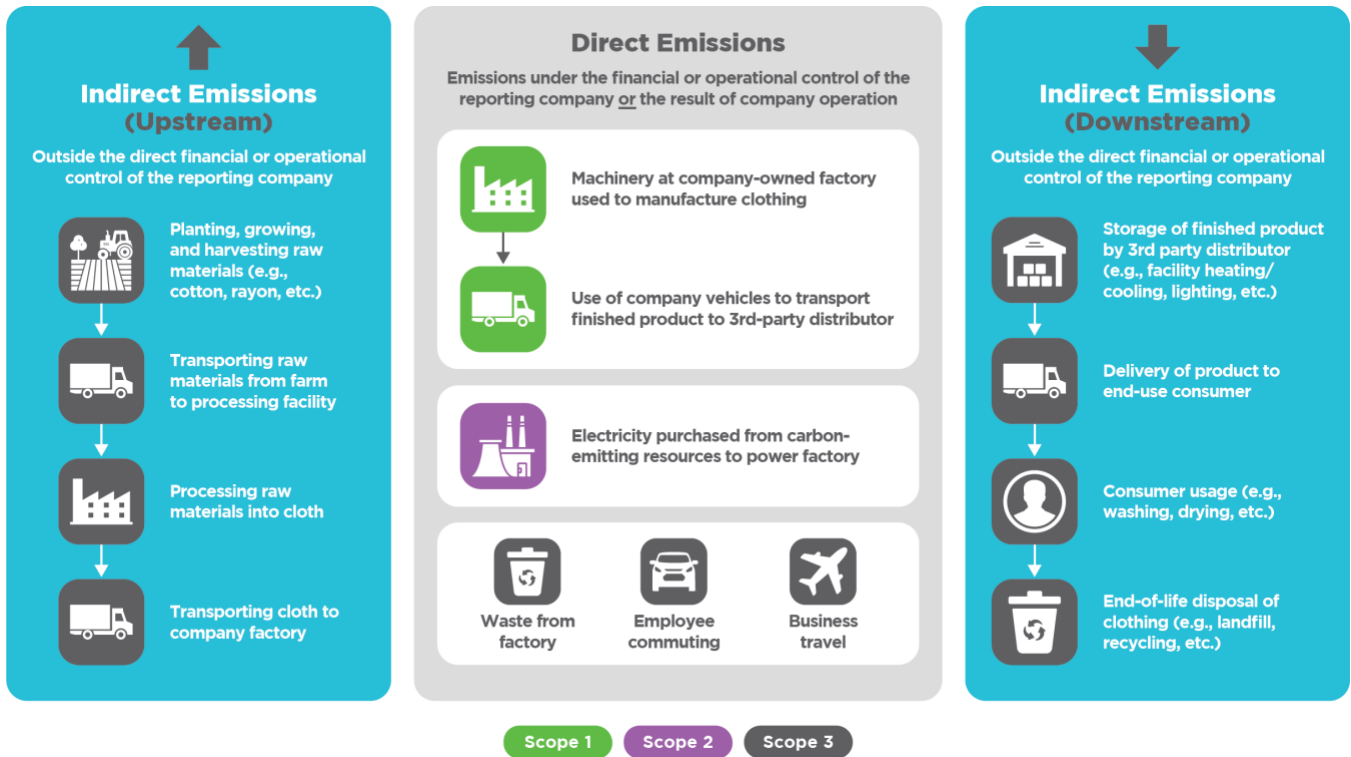 Indirect Emissions
(Upstream)
Outside the direct financial or operational
control of the reporting company
Planting, growing,
and harvesting raw
materials (e.g.,
cotton, rayon, etc.)
Transporting raw
materials from farm
to processing facility
Processing raw
materials into cloth
Transporting cloth to
company factory
Direct Emissions
Emissions under the financial or operational control of the
reporting company or the result of company operation
Machinery at company-owned factory
used to manufacture clothing
Use of company vehicles to transport
finished product to 3rd-party distributor
Electricity purchased from carbon-
emitting resources to power factory
Waste from
factory
Employee
commuting
Business
travel
Indirect Emissions
(Downstream)
Outside the direct financial or operational
control of the reporting company
Storage of finished product
by 3rd party distributor
(e.g., facility heating/
cooling, lighting, etc.)
Delivery of product to
end-use consumer
Consumer usage (e.g.,
washing, drying, etc.)
End-of-life disposal of
clothing (e.g., landfill,
recycling, etc.)
Scope 1
Scope 2
Scope 3